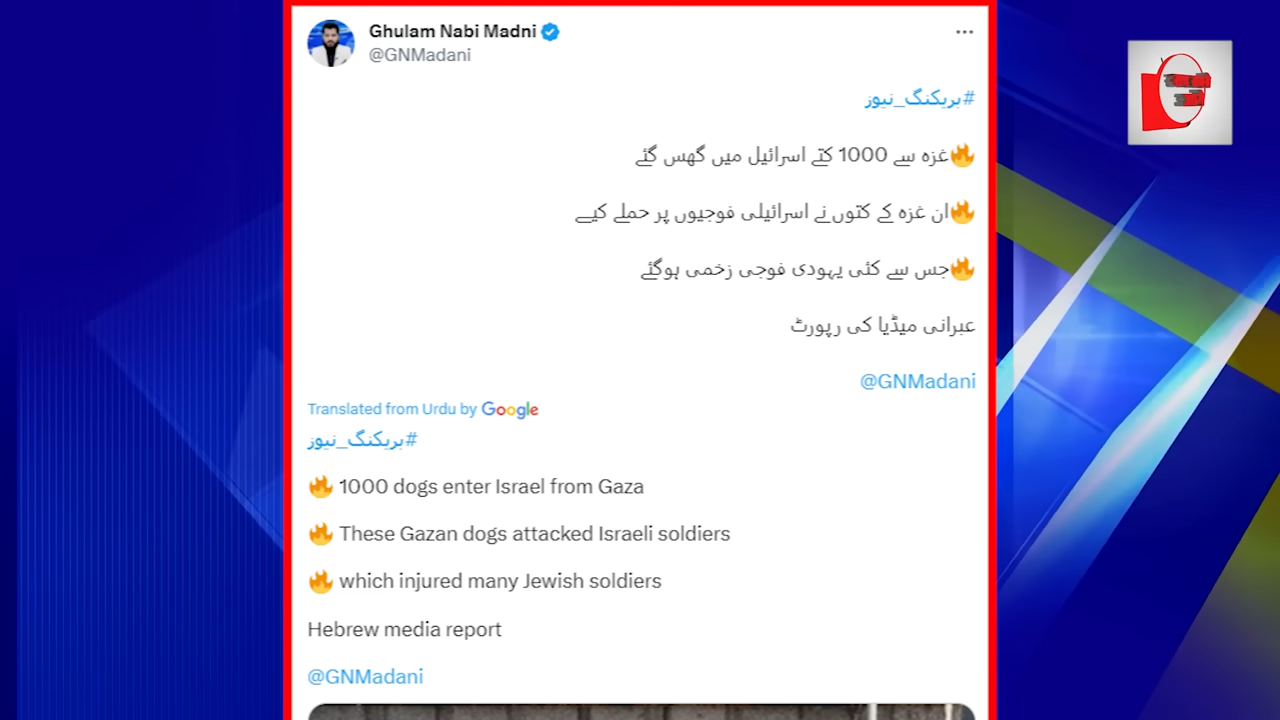 Ghulam Nabi Madni
@GNMadani
#بریکنگ_نیوز
🔥غزہ سے 1000 کتے اسرائیل میں گھس گئے
🔥ان غزہ کے کتوں نے اسرائیلی فوجیوں پر حملے کیے
🔥جس سے کئی یہودی فوجی زخمی ہوگئے
عبرانی میڈیا کی رپورٹ
@GNMadani
Translated from Urdu by Google
#بریکنگ_نیوز
🔥 1000 dogs enter Israel from Gaza
🔥 These Gazan dogs attacked Israeli soldiers
🔥 which injured many Jewish soldiers
Hebrew media report
@GNMadani